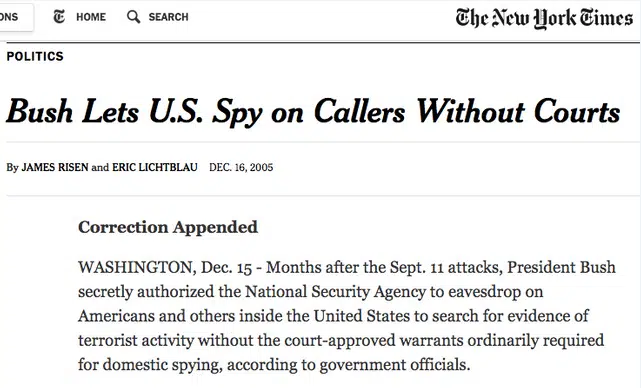 ONS HOME SEARCH The New York Times
POLITICS
Bush Lets U.S. Spy on Callers Without Courts
By JAMES RISEN and ERIC LICHTBLAU DEC. 16, 2005
Correction Appended
WASHINGTON, Dec. 15 - Months after the Sept. 11 attacks, President Bush
secretly authorized the National Security Agency to eavesdrop on
Americans and others inside the United States to search for evidence of
terrorist activity without the court-approved warrants ordinarily required
for domestic spying, according to government officials.